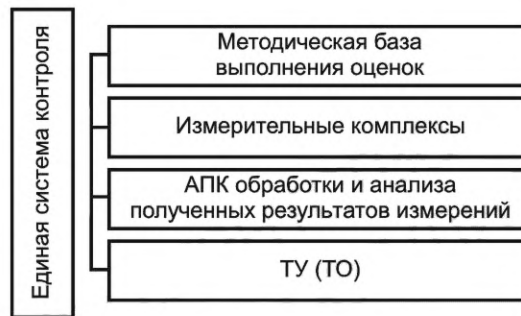 Единая система контроля
Методическая база
выполнения оценок
Измерительные комплексы
АПК обработки и анализа
полученных результатов измерений
ТУ (ТО)